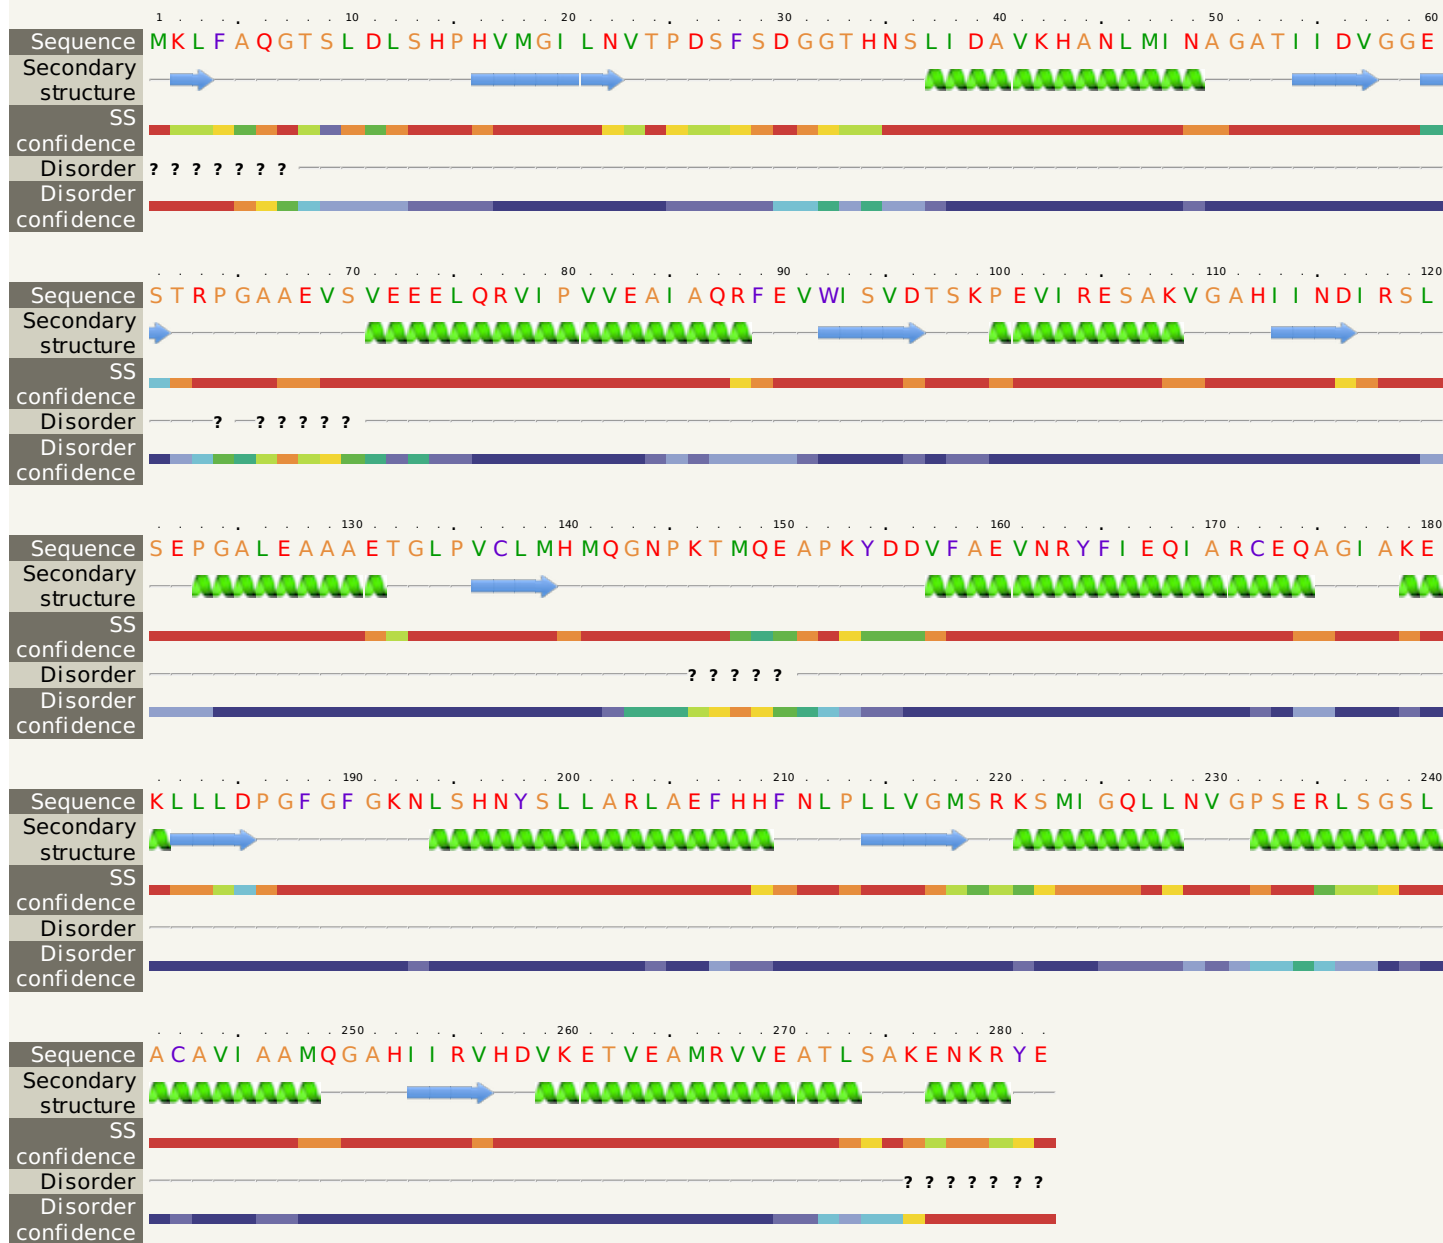 1 10 20 30 40 50 60
Sequence MKLFAQGTSLDLSHPHVMGILNVTPDSFSDGGTHNSLIDAVKHANLMINAGATIIDVGGE
Secondary
structure
SS
confidence
Disorder ? ? ? ? ? ? ?
Disorder
confidence
70 80 90 100 110 120
Sequence STRPGAAEVSVEEELQRVIPVVEAIAQRFEVWISVDTSKPEVIRESAKVGAHIINDIRSL
Secondary
structure
SS
confidence
Disorder ? ? ? ? ? ?
Disorder
confidence
130 140 150 160 170 180
Sequence SEPGALEAAAETGLPVCLMHMQGNPKTMQEAPKYDDVFAEVNRYFIEQIARCEQAGIAKE
Secondary
structure
SS
confidence
Disorder ? ? ? ? ?
Disorder
confidence
190 200 210 220 230 240
Sequence KLLLDPGFGFGKNLSHNYSLLARLAEFHHFNLPLLVGMSRKSMIGQLLNVGPSERLSGSL
Secondary
structure
SS
confidence
Disorder
Disorder
confidence
250 260 270 280
Sequence ACAVIAAMQGAHIIRVHDVKETVEAMRVVEATLSAKENKRYE
Secondary
structure
SS
confidence
Disorder ? ? ? ? ? ? ?
Disorder
confidence